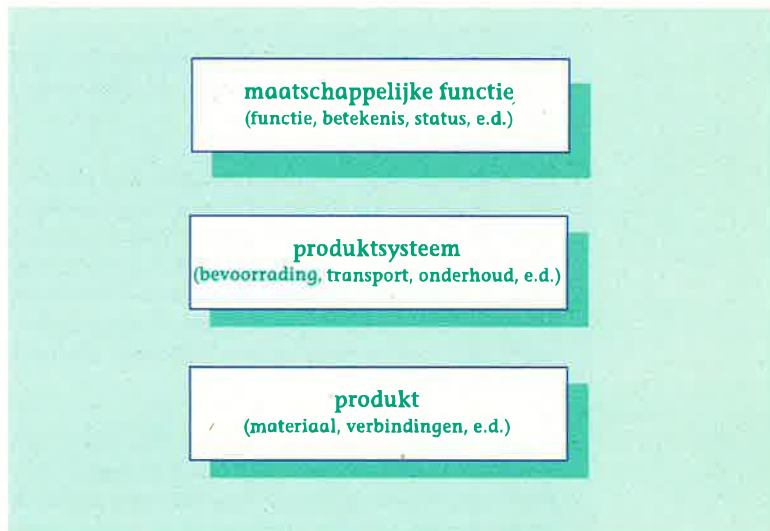 maatschappelijke functie
(functie, betekenis, status, e.d.)
produktsysteem
(bevoorrading, transport, onderhoud, e.d.)
produkt
(materiaal, verbindingen, e.d.)